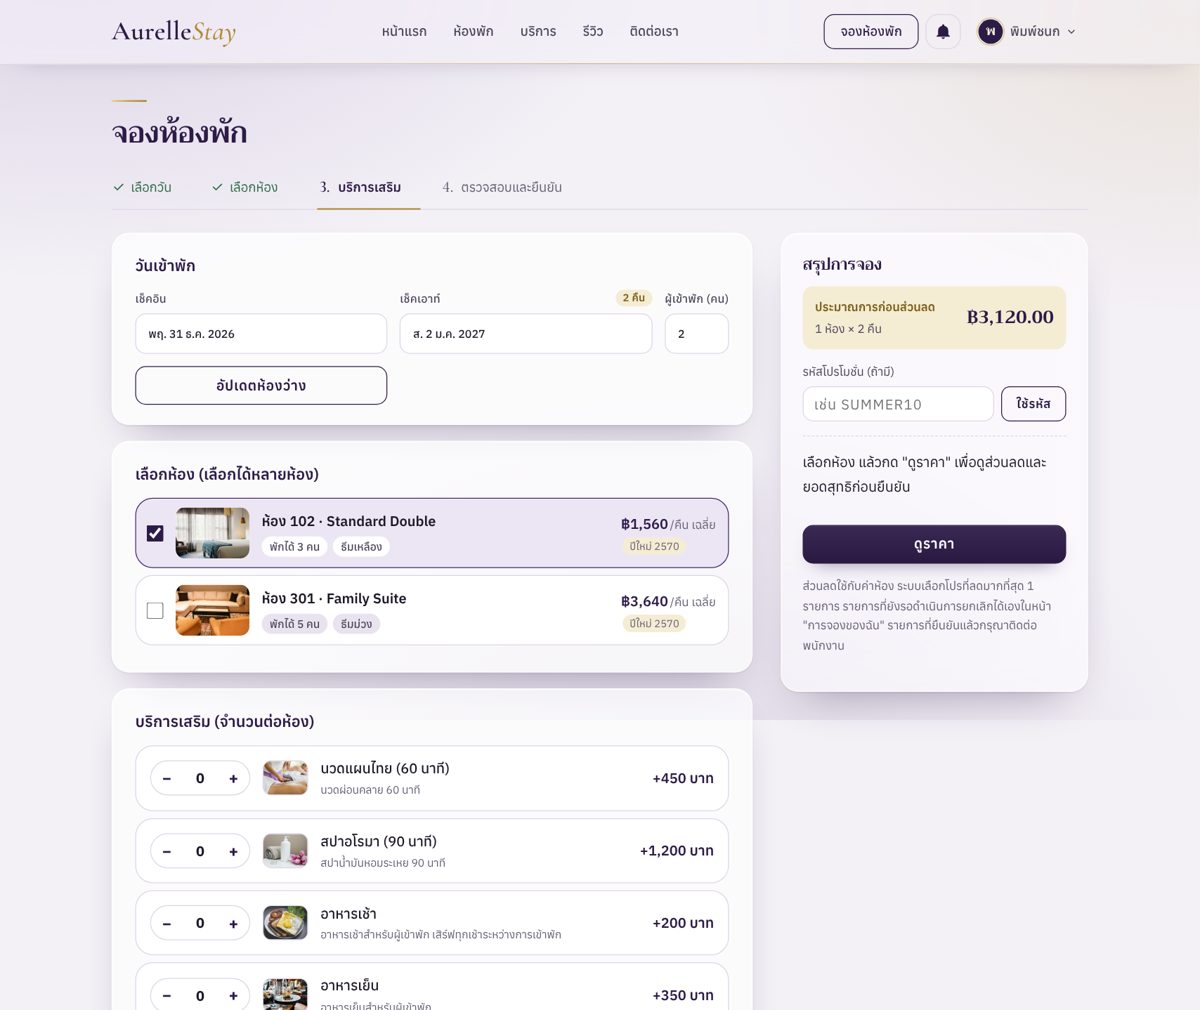 AurelleStay
หน้าแรก
ห้องพัก
บริการ
รีวิว
ติดต่อเรา
จองห้องพัก
พ
พิมพ์ชนก
จองห้องพัก
เลือกวัน
เลือกห้อง
3. บริการเสริม
4. ตรวจสอบและยืนยัน
วันเข้าพัก
เช็คอิน
เช็คเอาท์
2 คืน
ผู้เข้าพัก (คน)
พฤ. 31 ธ.ค. 2026
ส. 2 ม.ค. 2027
2
อัปเดตห้องว่าง
เลือกห้อง (เลือกได้หลายห้อง)
ห้อง 102 · Standard Double
พักได้ 3 คน
ธีมเหลือง
฿1,560 /คืน เฉลี่ย
ปีใหม่ 2570
ห้อง 301 · Family Suite
พักได้ 5 คน
ธีมม่วง
฿3,640 /คืน เฉลี่ย
ปีใหม่ 2570
บริการเสริม (จำนวนต่อห้อง)
− 0 +
นวดแผนไทย (60 นาที)
นวดผ่อนคลาย 60 นาที
+450 บาท
− 0 +
สปาอโรมา (90 นาที)
สปาน้ำมันหอมระเหย 90 นาที
+1,200 บาท
− 0 +
อาหารเช้า
อาหารเช้าสำหรับผู้เข้าพัก เสิร์ฟทุกเช้าระหว่างการเข้าพัก
+200 บาท
− 0 +
อาหารเย็น
อาหารเย็นสำหรับผู้เข้าพัก
+350 บาท
สรุปการจอง
ประมาณการก่อนส่วนลด
1 ห้อง × 2 คืน
฿3,120.00
รหัสโปรโมชั่น (ถ้ามี)
เช่น SUMMER10
ใช้รหัส
เลือกห้อง แล้วกด "ดูราคา" เพื่อดูส่วนลดและ
ยอดสุทธิก่อนยืนยัน
ดูราคา
ส่วนลดใช้กับค่าห้อง ระบบเลือกโปรที่ลดมากที่สุด 1
รายการ รายการที่ยังรอดำเนินการยกเลิกได้เองในหน้า
"การจองของฉัน" รายการที่ยืนยันแล้วกรุณาติดต่อ
พนักงาน